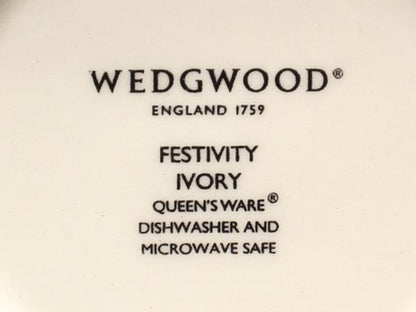 WEDGWOOD®
ENGLAND 1759
FESTIVITY
IVORY
QUEEN'S WARE®
DISHWASHER AND
MICROWAVE SAFE